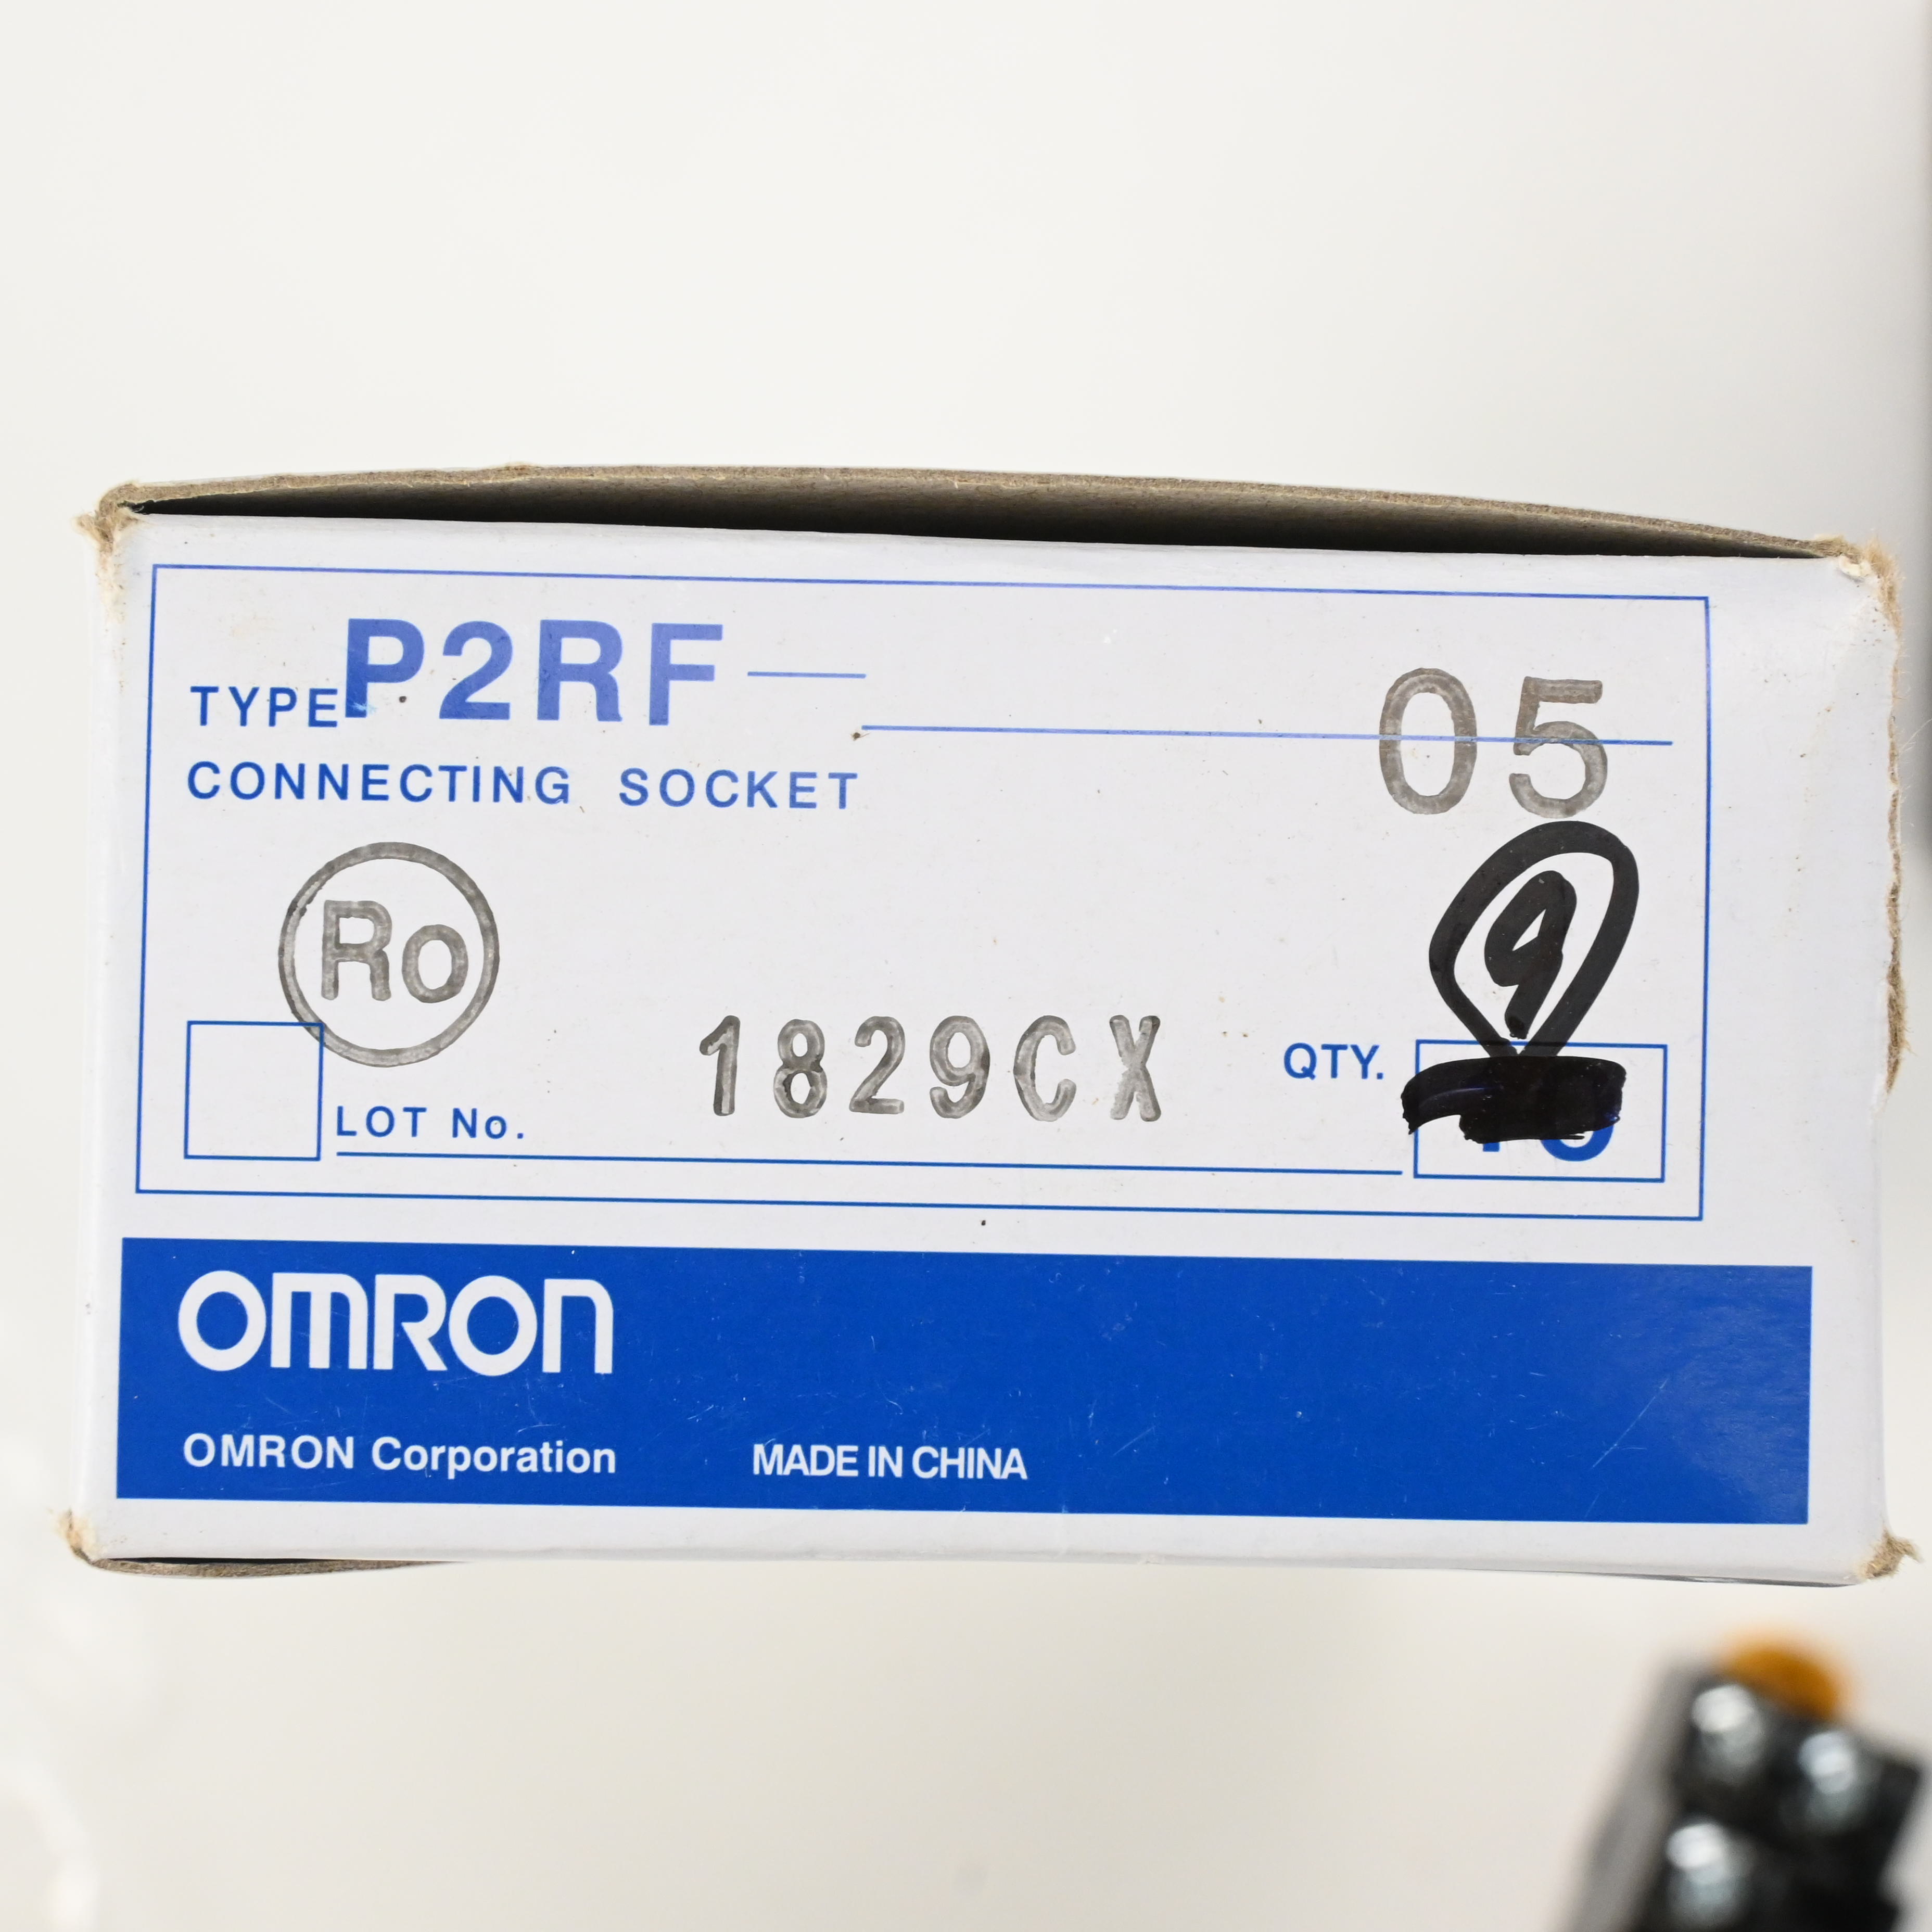 TYPE P2RF— 05
CONNECTING SOCKET
Ro
9
LOT No. 1829CX QTY.
OMRON
OMRON Corporation MADE IN CHINA